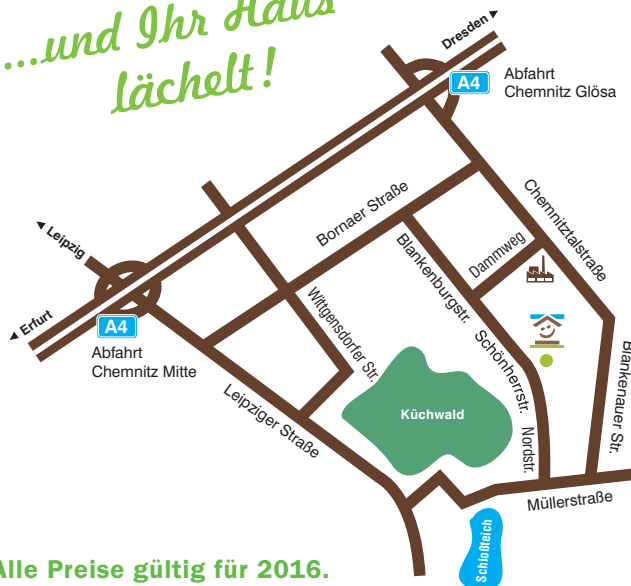 ...und Ihr Haus
lächelt!
Dresden
A4
Abfahrt
Chemnitz Glösa
Chemnitztalstraße
Bornaer Straße
Leipzig
Blankenburgstr.
Dammweg
Erfurt
A4
Abfahrt
Chemnitz Mitte
Wittgensdorfer Str.
Schönherrstr.
Blankenauer Str.
Leipziger Straße
Küchwald
Nordstr.
Müllerstraße
Schloßteich
Alle Preise gültig für 2016.